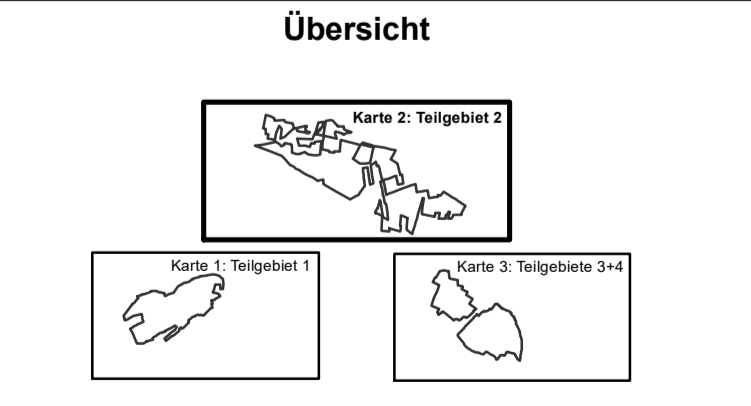 Übersicht
Karte 2: Teilgebiet 2
Karte 1: Teilgebiet 1
Karte 3: Teilgebiete 3+4